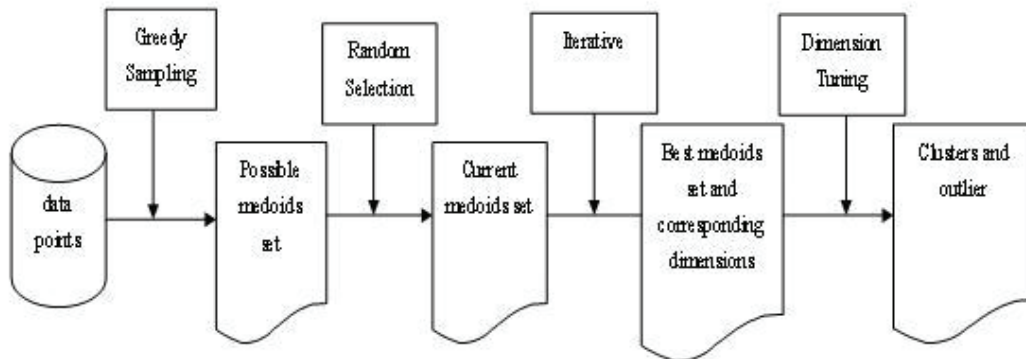 Greedy
Sampling
Random
Selection
Iterative
Dimension
Tuning
data
points
Possible
medoids
set
Current
medoids set
Best medoids
set and
corresponding
dimensions
Clusters and
outlier